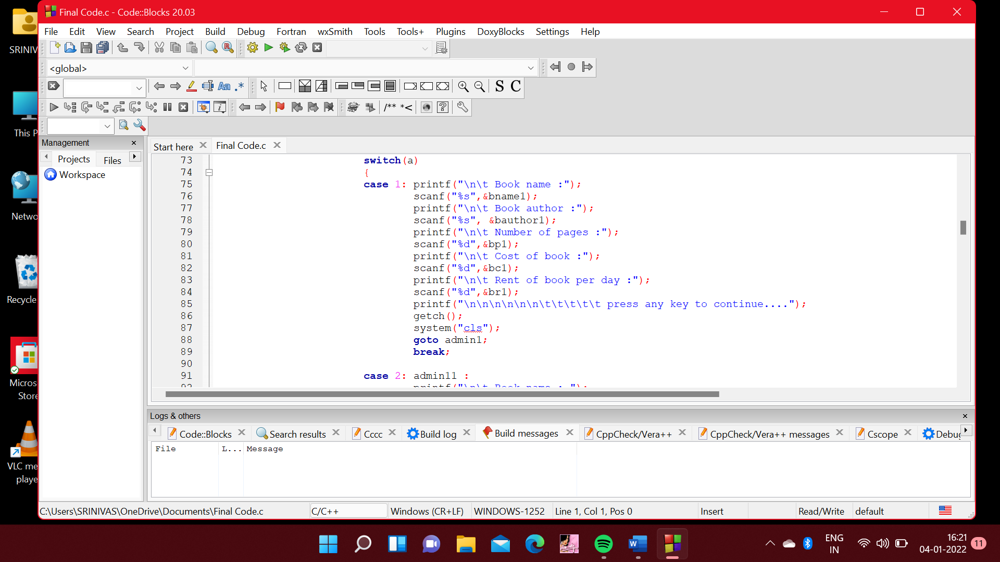 SRINIV
This P
Netwo
Recycle
Micros
Store
VLC me
playe
Final Code.c - Code::Blocks 20.03
File Edit View Search Project Build Debug Fortran wxSmith Tools Tools+ Plugins DoxyBlocks Settings Help
<global>
Aa .* S C
/** *<
Management
Projects Files
Workspace
Start here Final Code.c
73 switch(a)
74 {
75 case 1: printf("\n\t Book name :");
76 scanf("%s",&bname1);
77 printf("\n\t Book author :");
78 scanf("%s", &bauthor1);
79 printf("\n\t Number of pages :");
80 scanf("%d",&bp1);
81 printf("\n\t Cost of book :");
82 scanf("%d",&bc1);
83 printf("\n\t Rent of book per day :");
84 scanf("%d",&br1);
85 printf("\n\n\n\n\n\n\t\t\t\t\t press any key to continue....");
86 getch();
87 system("cls");
88 goto admin1;
89 break;
90
91 case 2: admin11 :
92 printf("\n\t Book name : ");
Logs & others
Code::Blocks Search results Cccc Build log Build messages CppCheck/Vera++ CppCheck/Vera++ messages Cscope Debug
File L... Message
C:\Users\SRINIVAS\OneDrive\Documents\Final Code.c C/C++ Windows (CR+LF) WINDOWS-1252 Line 1, Col 1, Pos 0 Insert Read/Write default
ENG
IN
16:21
04-01-2022
11